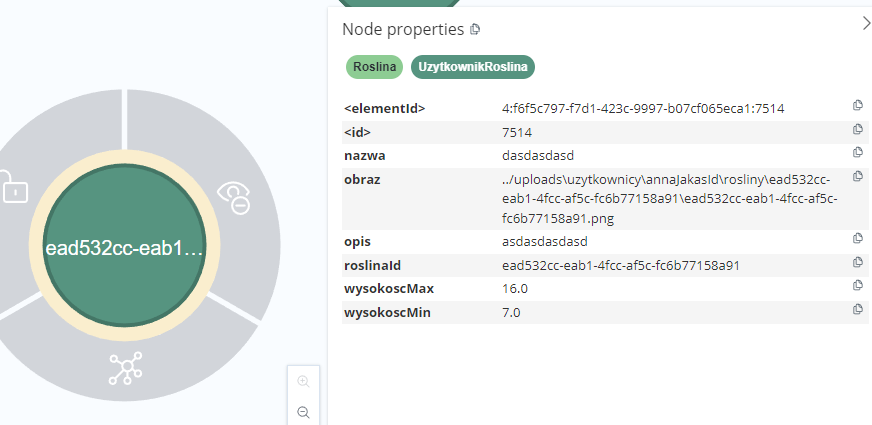 Node properties
Roslina UzytkownikRoslina
<elementId> 4:f6f5c797-f7d1-423c-9997-b07cf065eca1:7514
<id> 7514
nazwa dasdasdasd
obraz ../uploads\uzytkownicy\annaJakasId\rosliny\ead532cc-
eab1-4fcc-af5c-fc6b77158a91\ead532cc-eab1-4fcc-af5c-
fc6b77158a91.png
opis asdasdasdasd
roslinaId ead532cc-eab1-4fcc-af5c-fc6b77158a91
wysokoscMax 16.0
wysokoscMin 7.0
ead532cc-eab1...